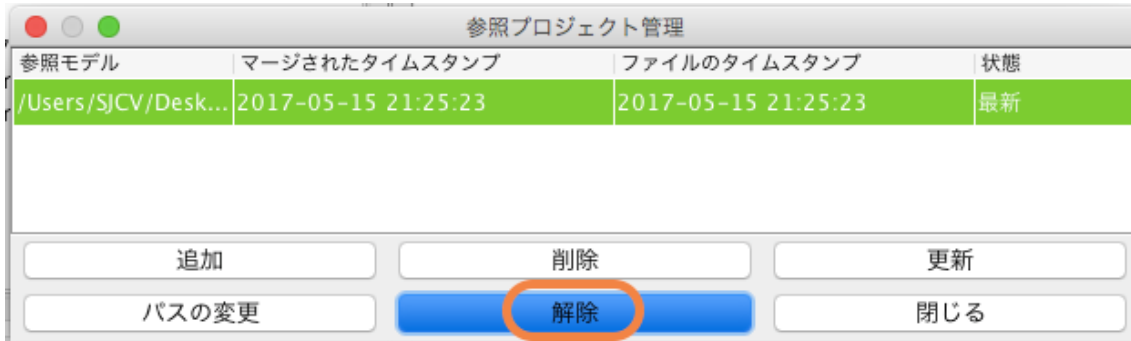 参照プロジェクト管理
参照モデル マージされたタイムスタンプ ファイルのタイムスタンプ 状態
/Users/SJCV/Desk... 2017-05-15 21:25:23 2017-05-15 21:25:23 最新
追加 削除 更新
パスの変更 解除 閉じる